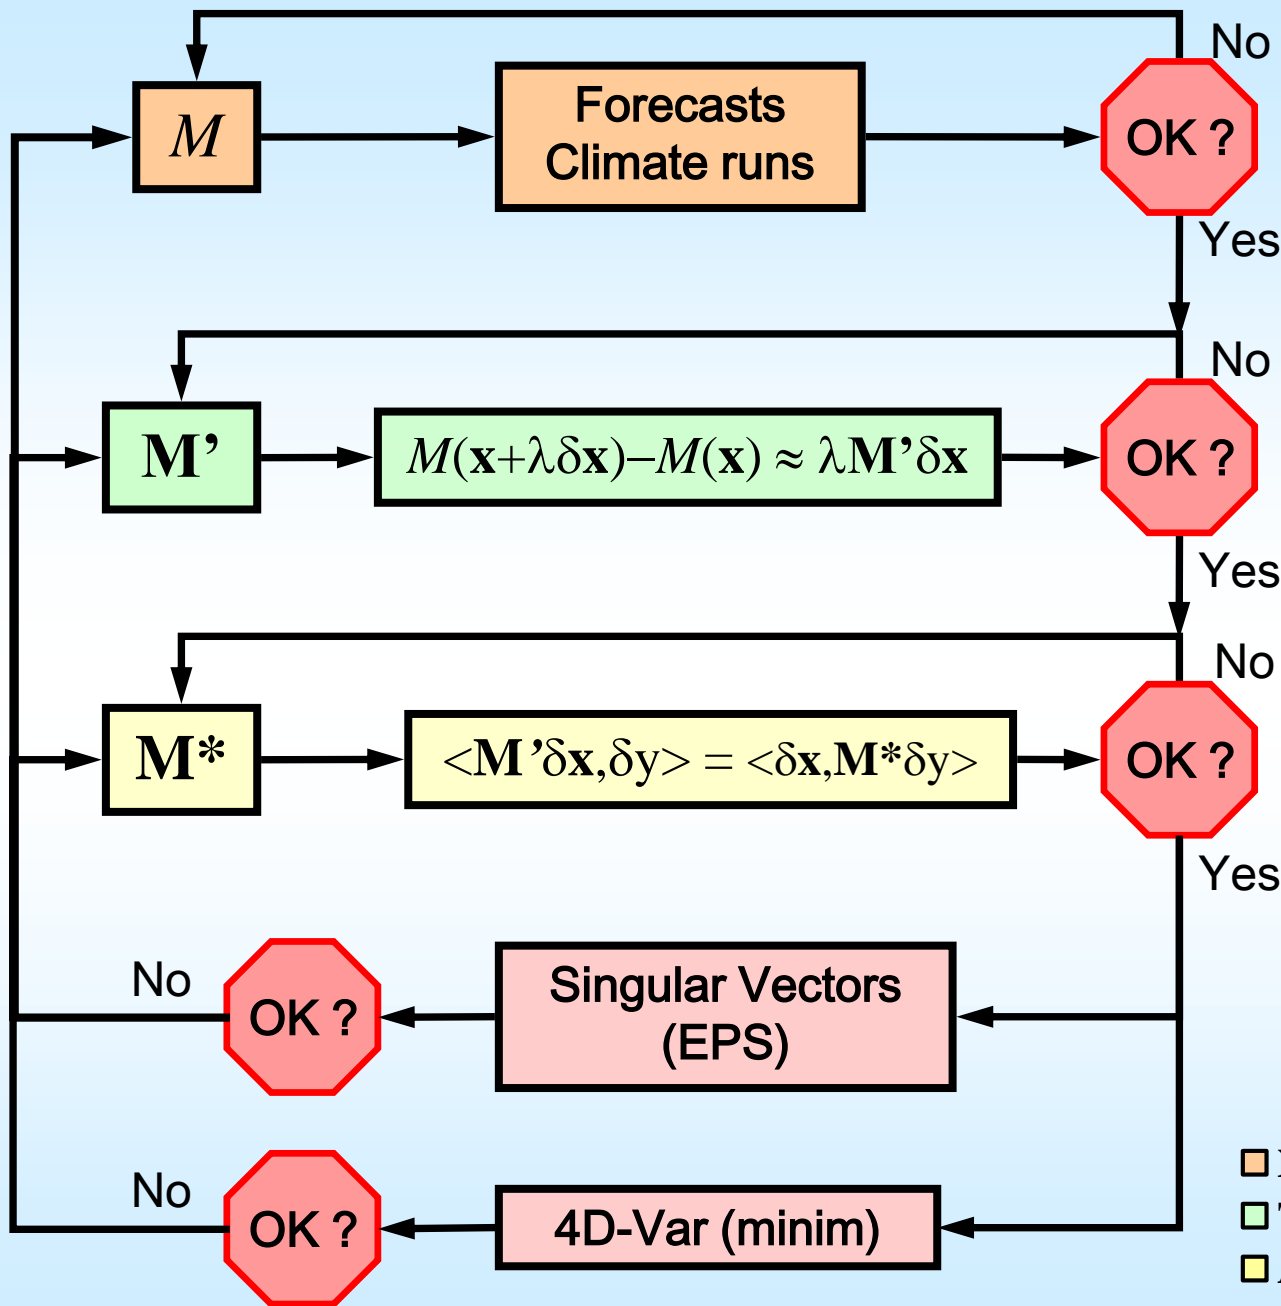 No
M
Forecasts
Climate runs
OK ?
Yes
No
M’
M(x+λδx)–M(x) ≈ λM’δx
OK ?
Yes
No
M*
<M’δx,δy> = <δx,M*δy>
OK ?
Yes
No
OK ?
Singular Vectors
(EPS)
No
OK ?
4D-Var (minim)